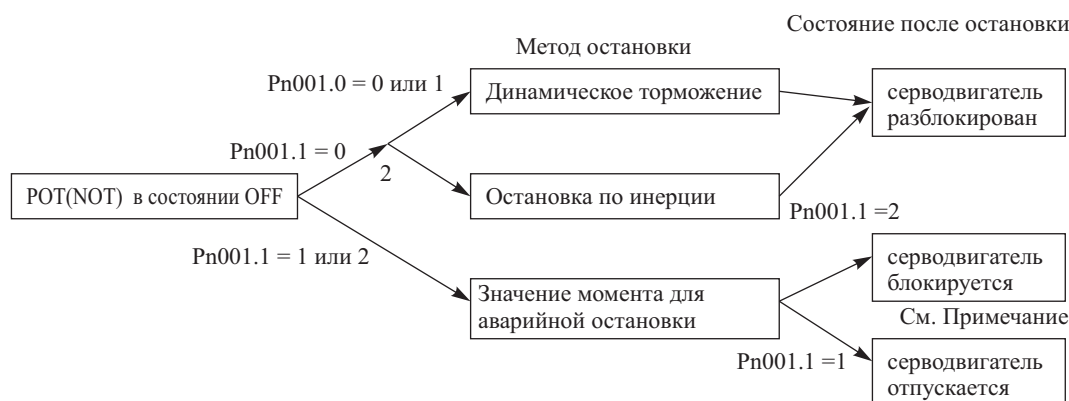 Состояние после остановки
Метод остановки
Pn001.0 = 0 или 1
Динамическое торможение
серводвигатель
разблокирован
Pn001.1 = 0
2
POT(NOT) в состоянии OFF
Остановка по инерции
Pn001.1 =2
Pn001.1 = 1 или 2
серводвигатель
блокируется
Значение момента для
аварийной остановки
См. Примечание
Pn001.1 =1
серводвигатель
отпускается